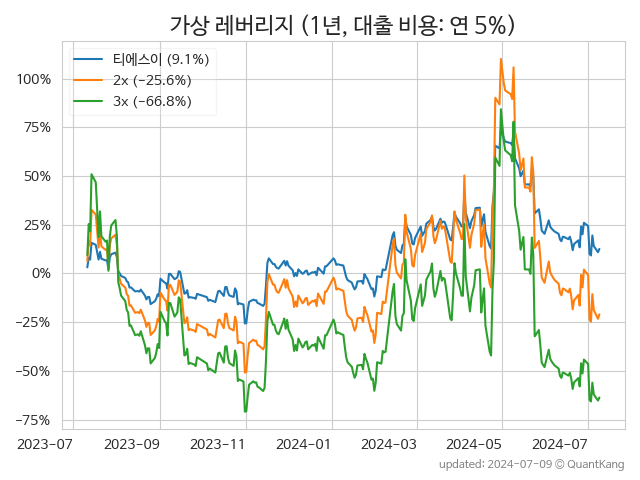 가상 레버리지 (1년, 대출 비용: 연 5%)
티에스이 (9.1%)
2x (−25.6%)
3x (−66.8%)
100%
75%
50%
25%
0%
−25%
−50%
−75%
2023-07 2023-09 2023-11 2024-01 2024-03 2024-05 2024-07
updated: 2024-07-09 © QuantKang